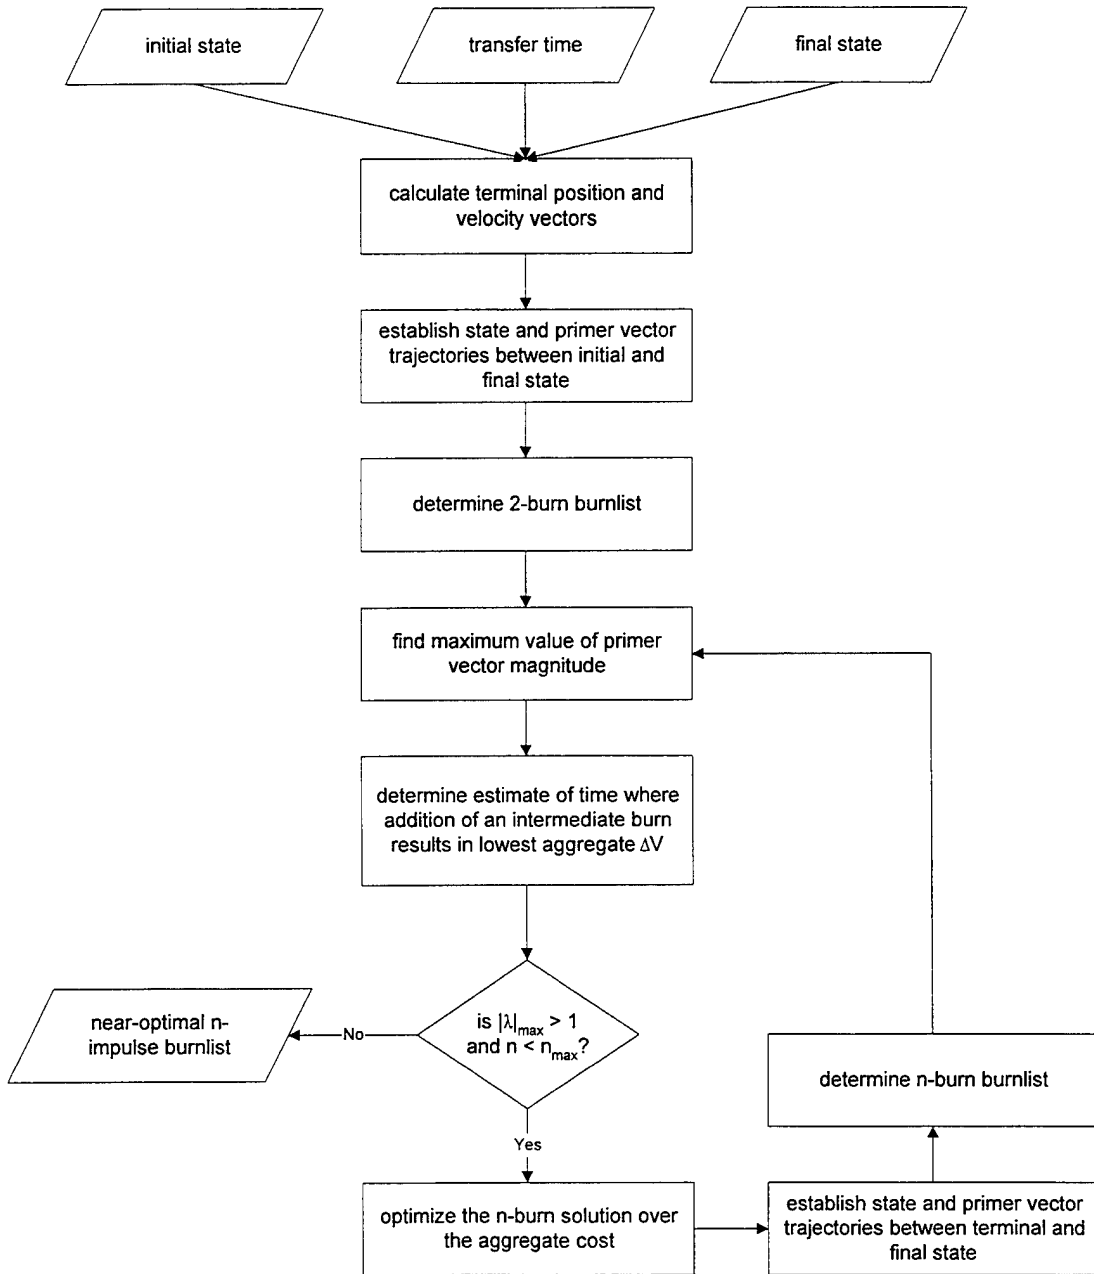 initial state
transfer time
final state
calculate terminal position and
velocity vectors
establish state and primer vector
trajectories between initial and
final state
determine 2-burn burnlist
find maximum value of primer
vector magnitude
determine estimate of time where
addition of an intermediate burn
results in lowest aggregate ΔV
near-optimal n-
impulse burnlist
No
is |λ|max > 1
and n < nmax?
Yes
determine n-burn burnlist
optimize the n-burn solution over
the aggregate cost
establish state and primer vector
trajectories between terminal and
final state